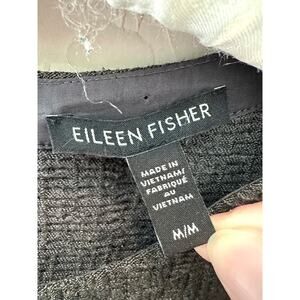 EILEEN FISHER
MADE IN
VIETNAM/
FABRIQUÉ
AU
VIETNAM
M/M